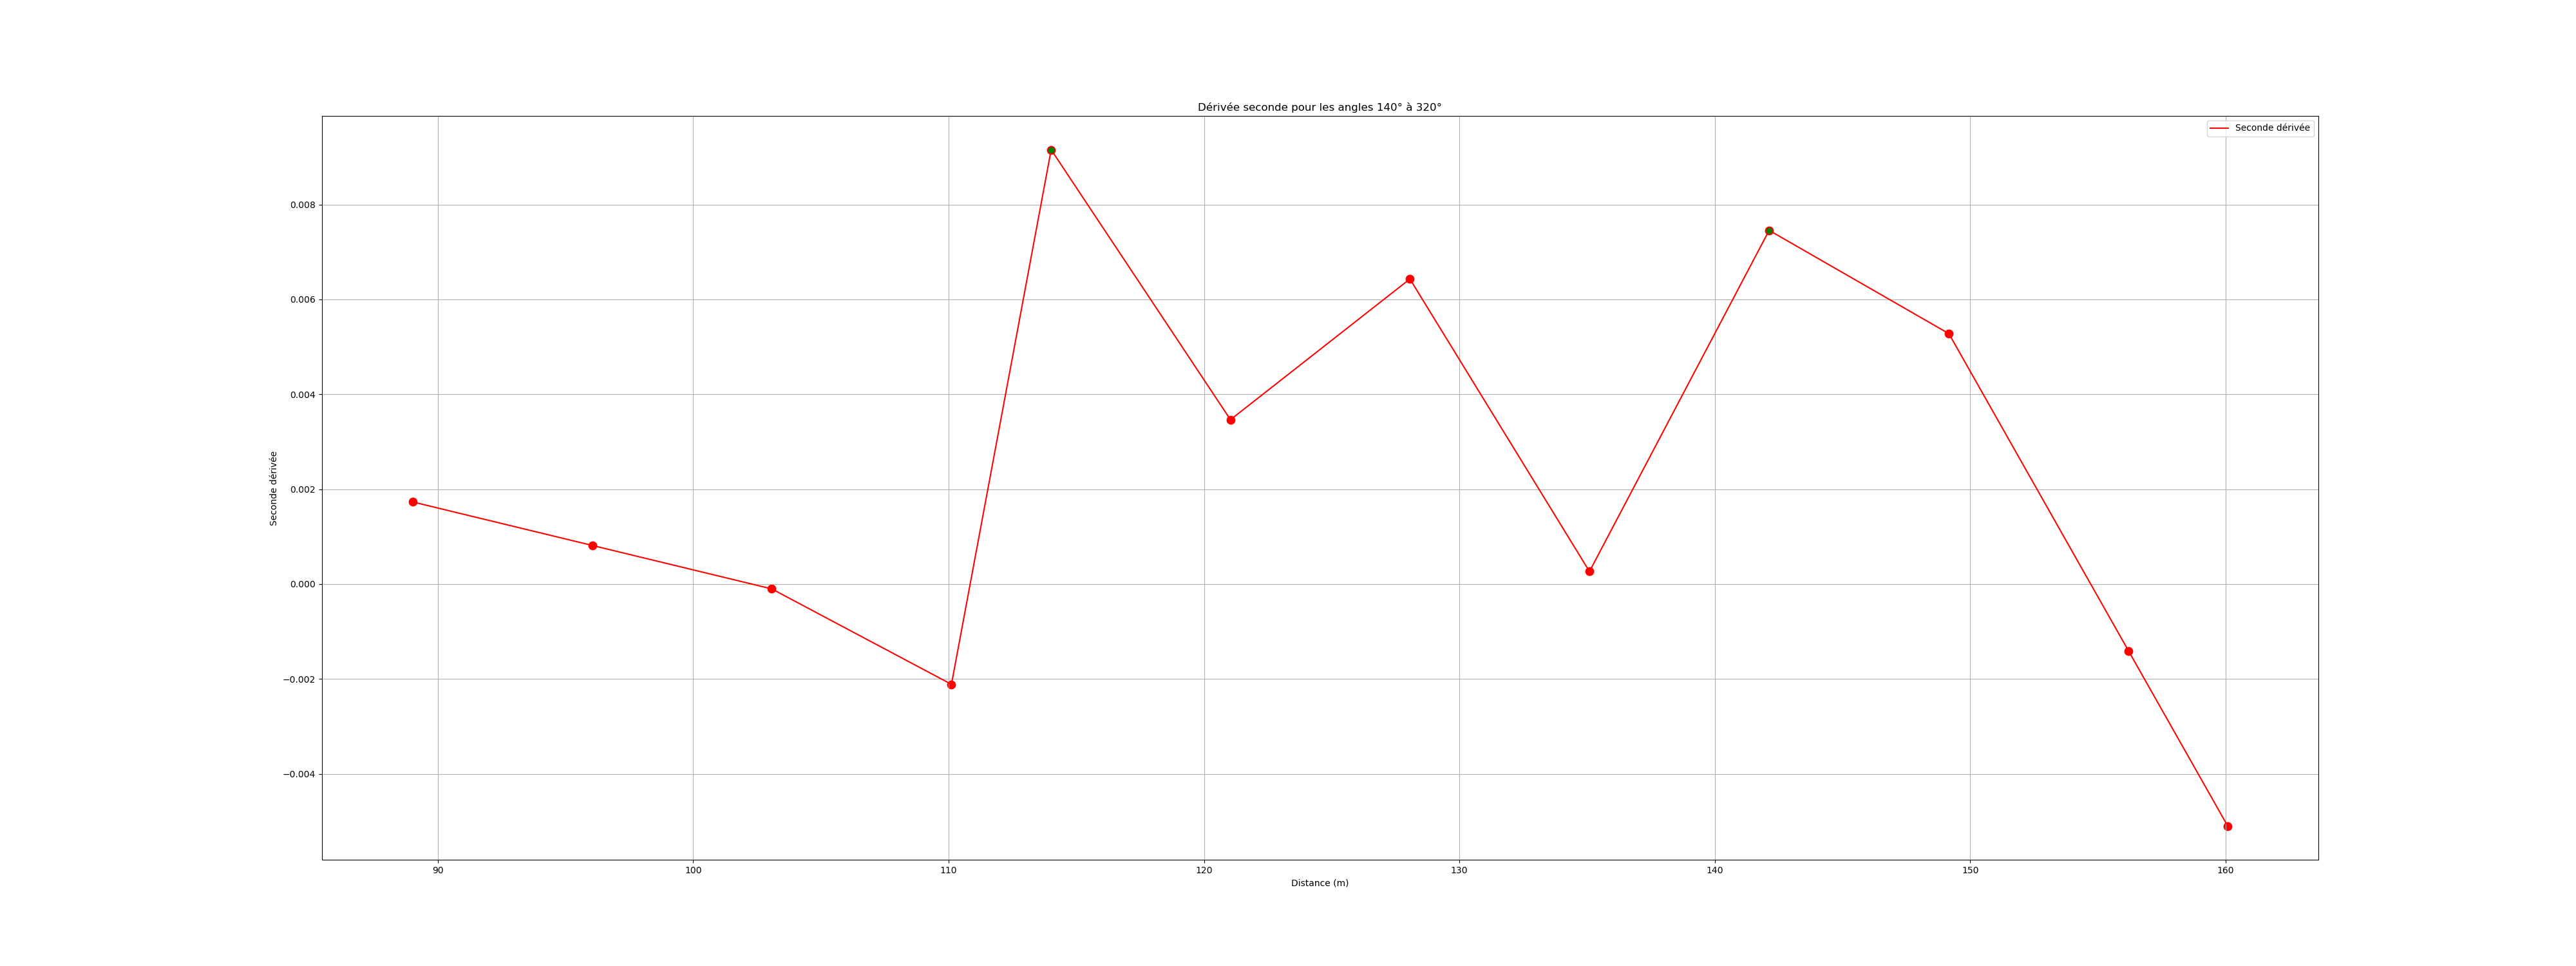 Dérivée seconde pour les angles 140° à 320°
Seconde dérivée
0.008
0.006
0.004
0.002
0.000
−0.002
−0.004
Seconde dérivée
90 100 110 120 130 140 150 160
Distance (m)